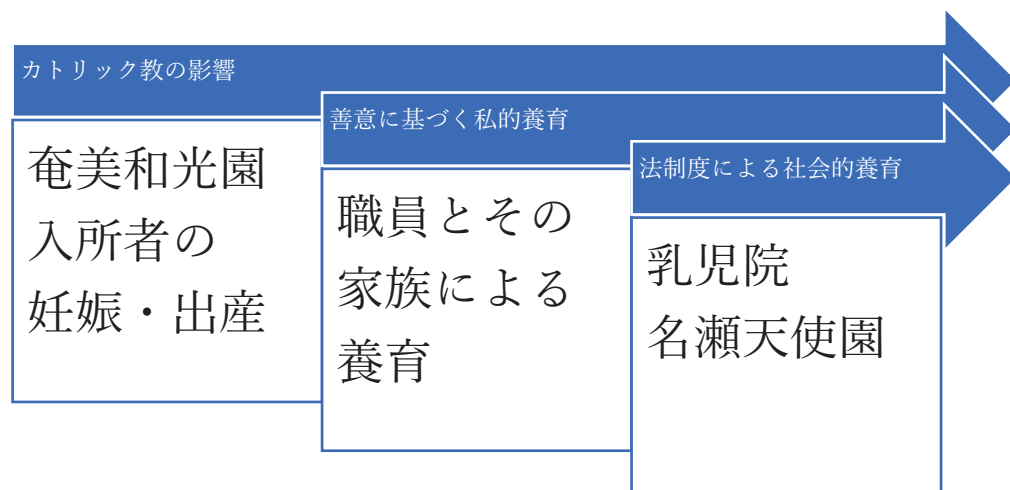 カトリック教の影響
奄美和光園
入所者の
妊娠・出産
善意に基づく私的養育
職員とその
家族による
養育
法制度による社会的養育
乳児院
名瀬天使園